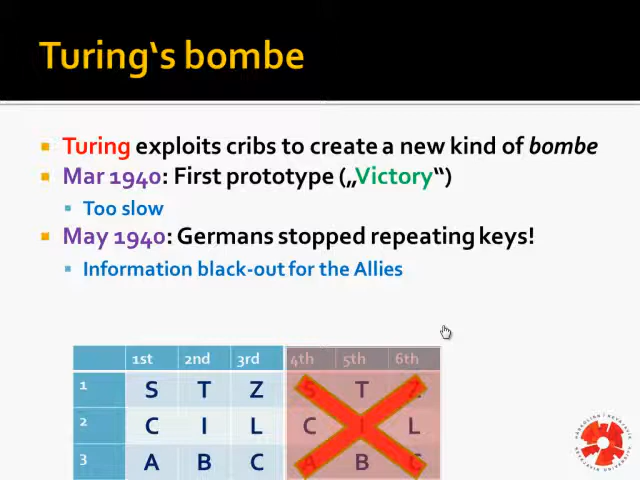 Turing‘s bombe
Turing exploits cribs to create a new kind of bombe
Mar 1940: First prototype („Victory“)
Too slow
May 1940: Germans stopped repeating keys!
Information black-out for the Allies
1st 2nd 3rd 4th 5th 6th
1 S T Z S T Z
2 C I L C I L
3 A B C A B C